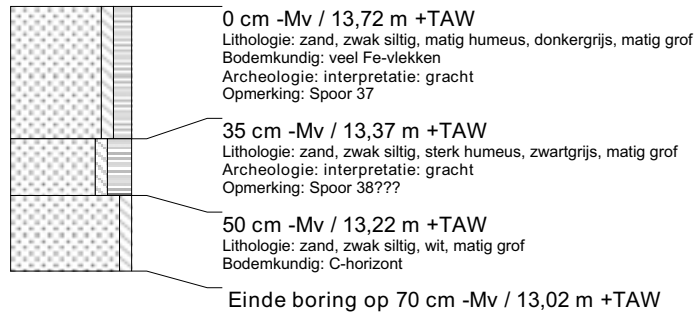 0 cm -Mv / 13,72 m +TAW
Lithologie: zand, zwak siltig, matig humeus, donkergrijs, matig grof
Bodemkundig: veel Fe-vlekken
Archeologie: interpretatie: gracht
Opmerking: Spoor 37
35 cm -Mv / 13,37 m +TAW
Lithologie: zand, zwak siltig, sterk humeus, zwartgrijs, matig grof
Archeologie: interpretatie: gracht
Opmerking: Spoor 38???
50 cm -Mv / 13,22 m +TAW
Lithologie: zand, zwak siltig, wit, matig grof
Bodemkundig: C-horizont
Einde boring op 70 cm -Mv / 13,02 m +TAW